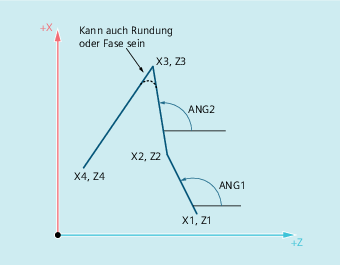 +X
Kann auch Rundung
oder Fase sein
X3, Z3
ANG2
X2, Z2
X4, Z4
ANG1
X1, Z1
+Z